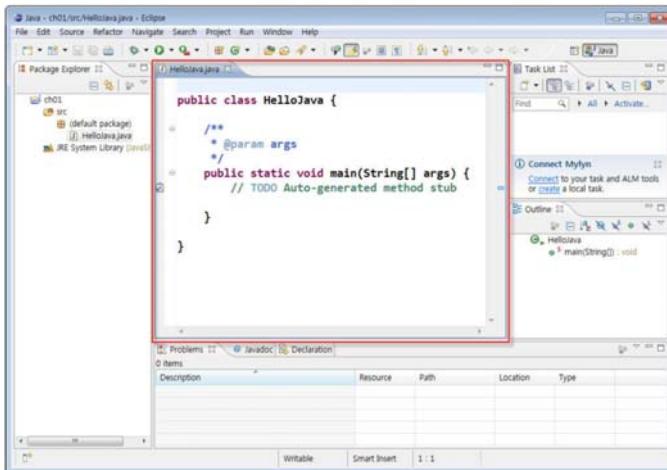 Java - ch01/src/HelloJava.java - Eclipse
File Edit Source Refactor Navigate Search Project Run Window Help
Java
Package Explorer
ch01
src
(default package)
HelloJava.java
JRE System Library
HelloJava.java
public class HelloJava {
/**
* @param args
*/
public static void main(String[] args) {
// TODO Auto-generated method stub
}
}
Task List
Find
All
Activate...
Connect Mylyn
Connect to your task and ALM tools
or create a local task.
Outline
HelloJava
main(String[]) : void
Problems
Javadoc
Declaration
0 items
Description Resource Path Location Type
Writable Smart Insert 1 : 1